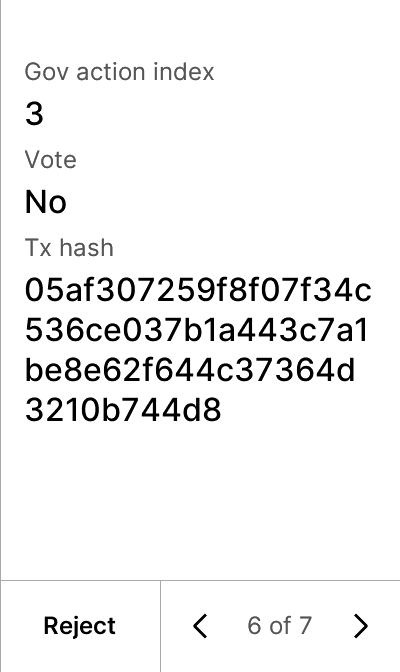 Gov action index
3
Vote
No
Tx hash
05af307259f8f07f34c
536ce037b1a443c7a1
be8e62f644c37364d
3210b744d8
Reject
6 of 7